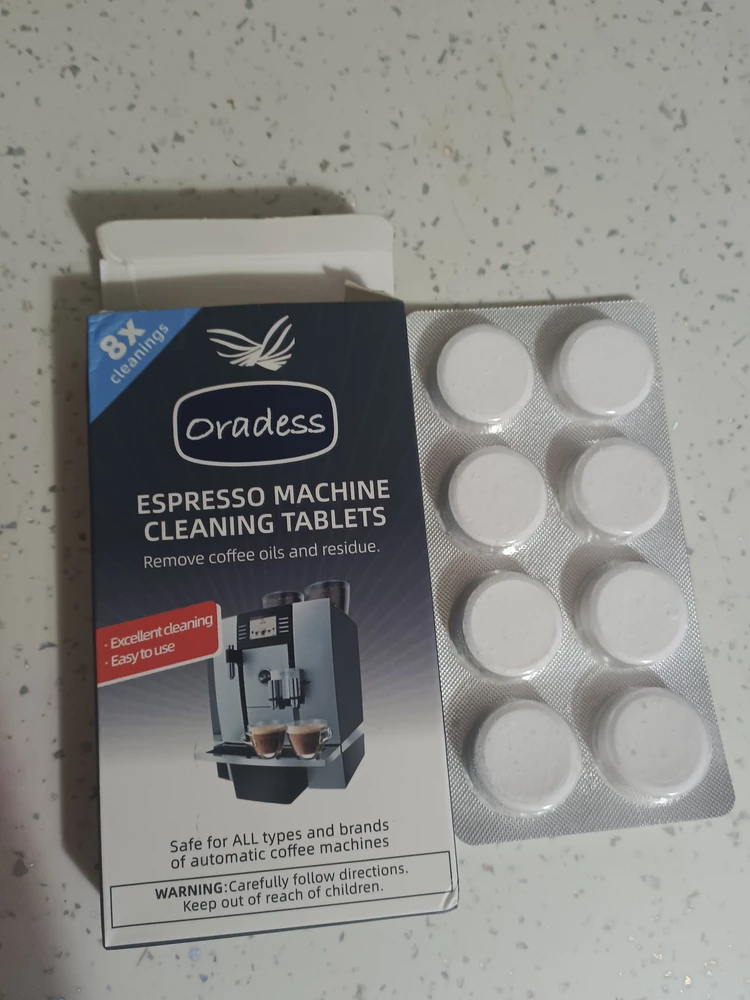 8x
cleanings
oradess
ESPRESSO MACHINE
CLEANING TABLETS
Remove coffee oils and residue.
· Excellent cleaning
· Easy to use
Safe for ALL types and brands
of automatic coffee machines
WARNING:Carefully follow directions.
Keep out of reach of children.